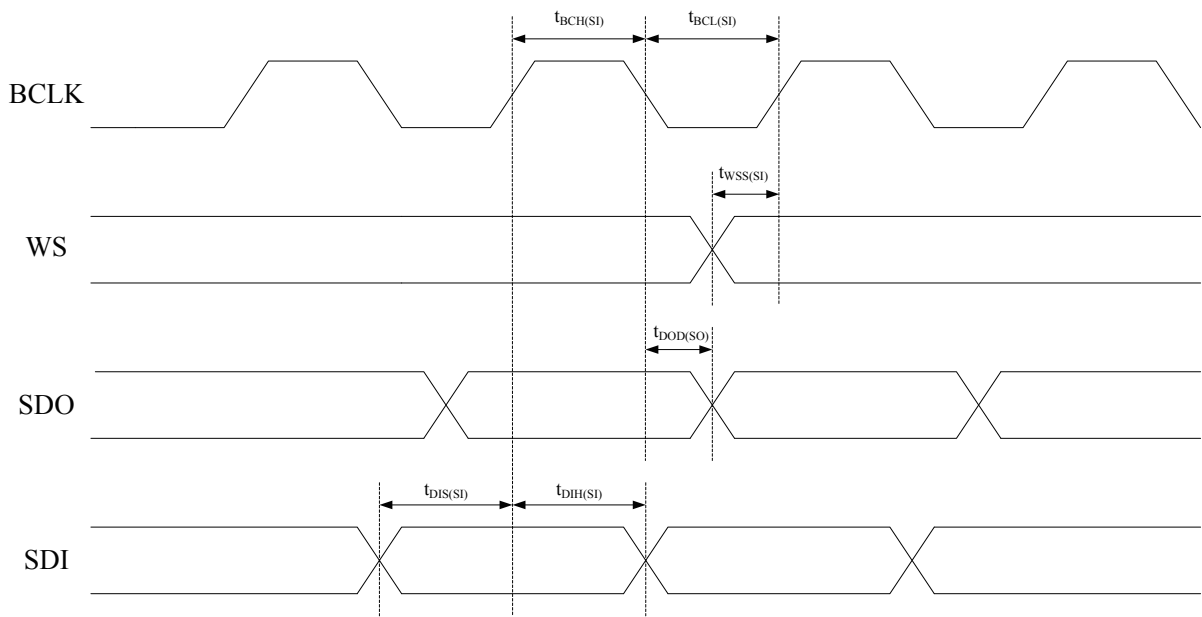 tBCH(SI) tBCL(SI)
BCLK
tWSS(SI)
WS
tDOD(SO)
SDO
tDIS(SI) tDIH(SI)
SDI